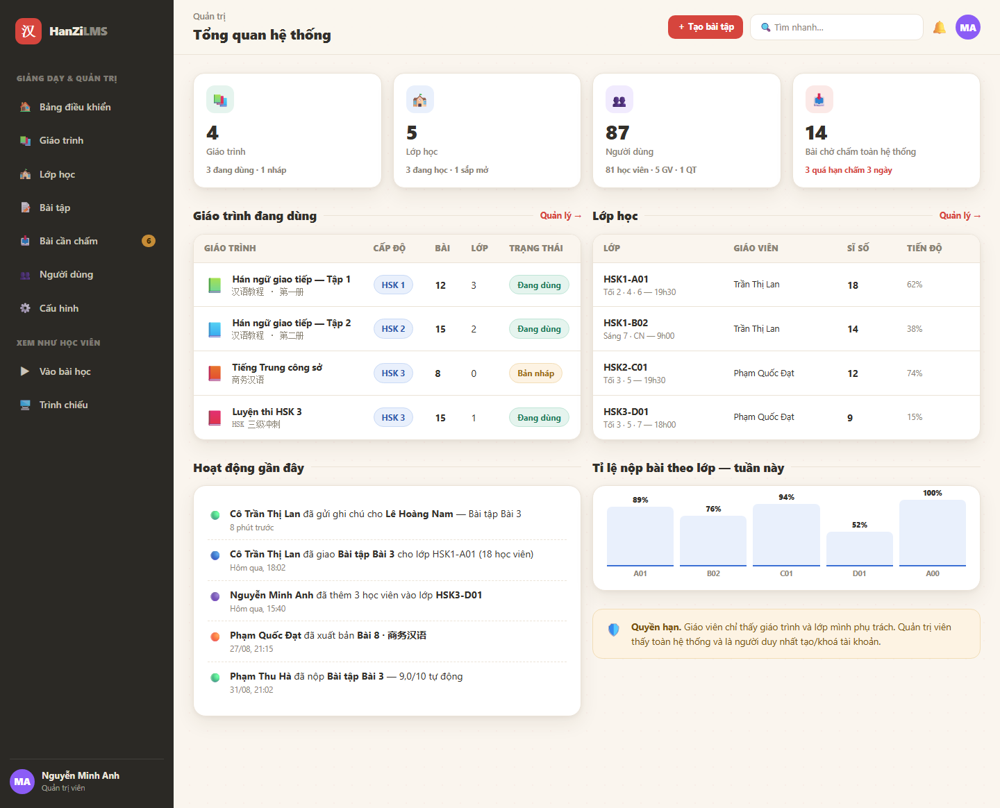 汉 HanZiLMS
GIẢNG DẠY & QUẢN TRỊ
Bảng điều khiển
Giáo trình
Lớp học
Bài tập
Bài cần chấm 6
Người dùng
Cấu hình
XEM NHƯ HỌC VIÊN
Vào bài học
Trình chiếu
MA Nguyễn Minh Anh
Quản trị viên
Quản trị
Tổng quan hệ thống
+ Tạo bài tập
Tìm nhanh...
MA
4
Giáo trình
3 đang dùng · 1 nháp
5
Lớp học
3 đang học · 1 sắp mở
87
Người dùng
81 học viên · 5 GV · 1 QT
14
Bài chờ chấm toàn hệ thống
3 quá hạn chấm 3 ngày
Giáo trình đang dùng Quản lý →
GIÁO TRÌNH CẤP ĐỘ BÀI LỚP TRẠNG THÁI
Hán ngữ giao tiếp — Tập 1 HSK 1 12 3 Đang dùng
汉语教程 · 第一册
Hán ngữ giao tiếp — Tập 2 HSK 2 15 2 Đang dùng
汉语教程 · 第二册
Tiếng Trung công sở HSK 3 8 0 Bản nháp
商务汉语
Luyện thi HSK 3 HSK 3 15 1 Đang dùng
HSK 三级冲刺
Lớp học Quản lý →
LỚP GIÁO VIÊN SĨ SỐ TIẾN ĐỘ
HSK1-A01 Trần Thị Lan 18 62%
Tối 2 · 4 · 6 — 19h30
HSK1-B02 Trần Thị Lan 14 38%
Sáng 7 · CN — 9h00
HSK2-C01 Phạm Quốc Đạt 12 74%
Tối 3 · 5 — 19h30
HSK3-D01 Phạm Quốc Đạt 9 15%
Tối 3 · 5 · 7 — 18h00
Hoạt động gần đây
Cô Trần Thị Lan đã gửi ghi chú cho Lê Hoàng Nam — Bài tập Bài 3
8 phút trước
Cô Trần Thị Lan đã giao Bài tập Bài 3 cho lớp HSK1-A01 (18 học viên)
Hôm qua, 18:02
Nguyễn Minh Anh đã thêm 3 học viên vào lớp HSK3-D01
Hôm qua, 15:40
Phạm Quốc Đạt đã xuất bản Bài 8 · 商务汉语
27/08, 21:15
Phạm Thu Hà đã nộp Bài tập Bài 3 — 9,0/10 tự động
31/08, 21:02
Tỉ lệ nộp bài theo lớp — tuần này
89% 76% 94% 52% 100%
A01 B02 C01 D01 A00
Quyền hạn. Giáo viên chỉ thấy giáo trình và lớp mình phụ trách. Quản trị viên
thấy toàn hệ thống và là người duy nhất tạo/khoá tài khoản.